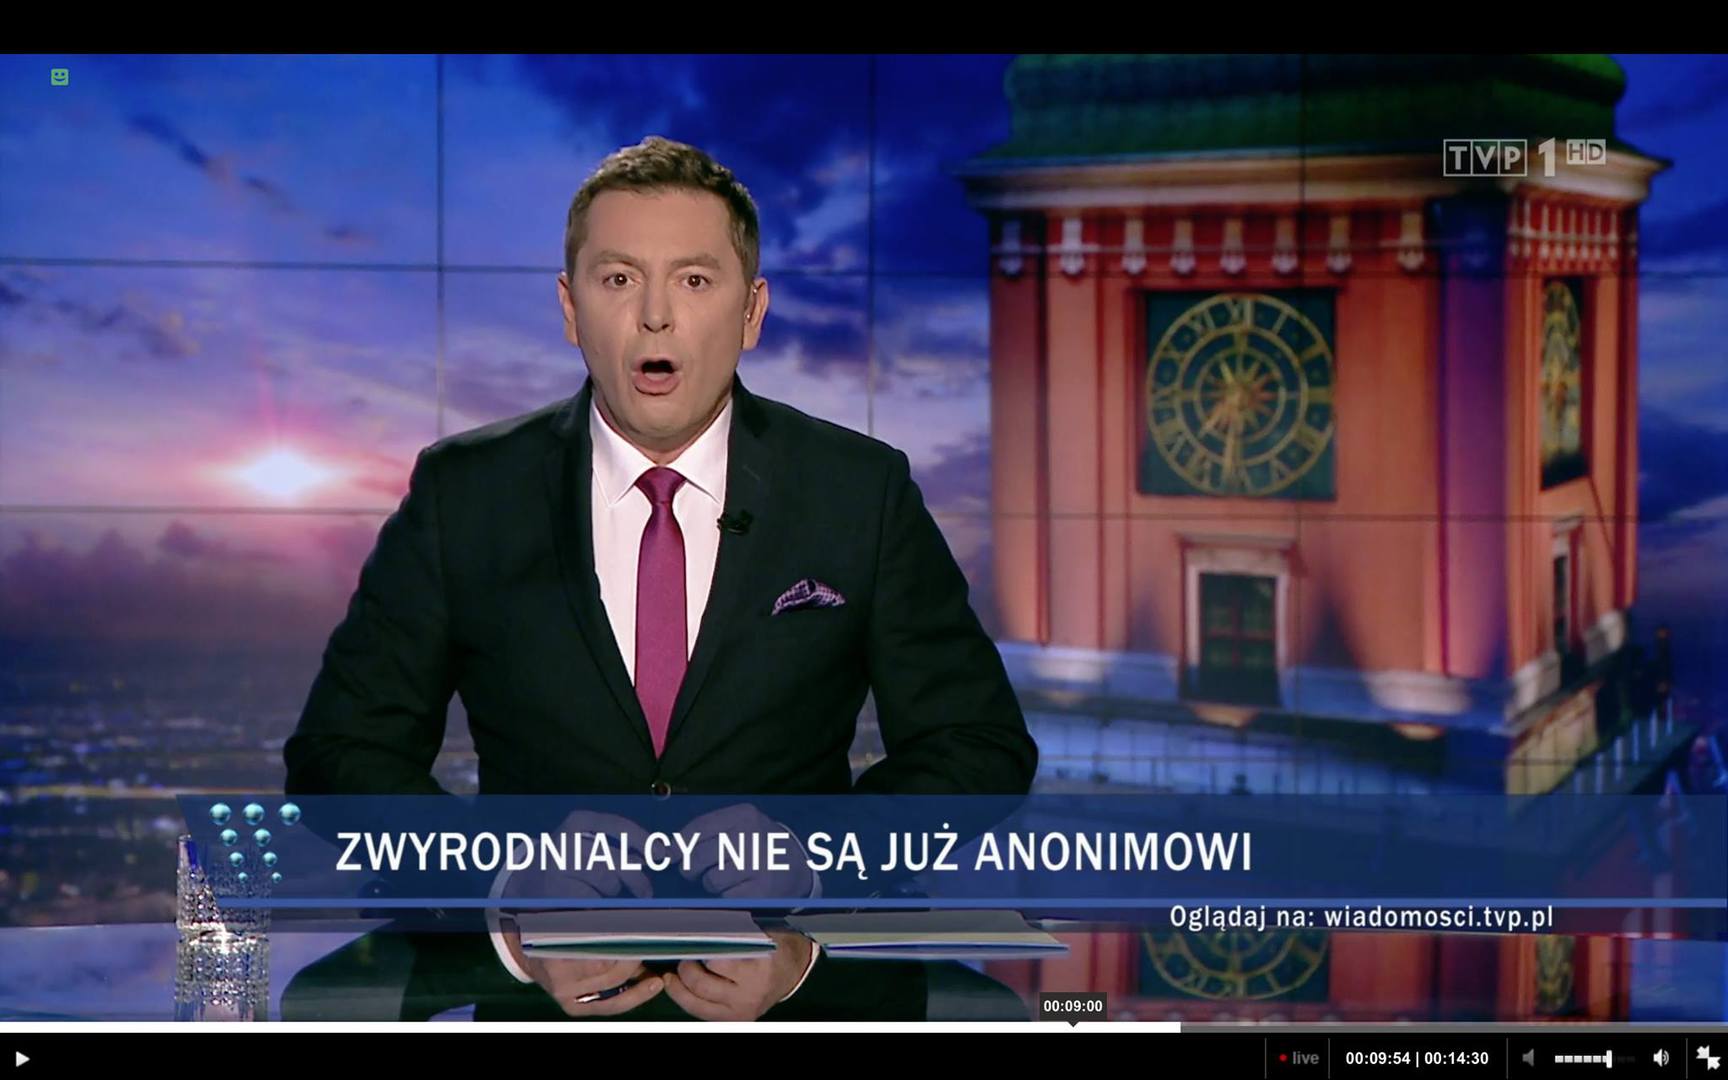 TVP 1 HD
ZWYRODNIALCY NIE SĄ JUŻ ANONIMOWI
Oglądaj na: wiadomosci.tvp.pl
00:09:00
live 00:09:54 | 00:14:30